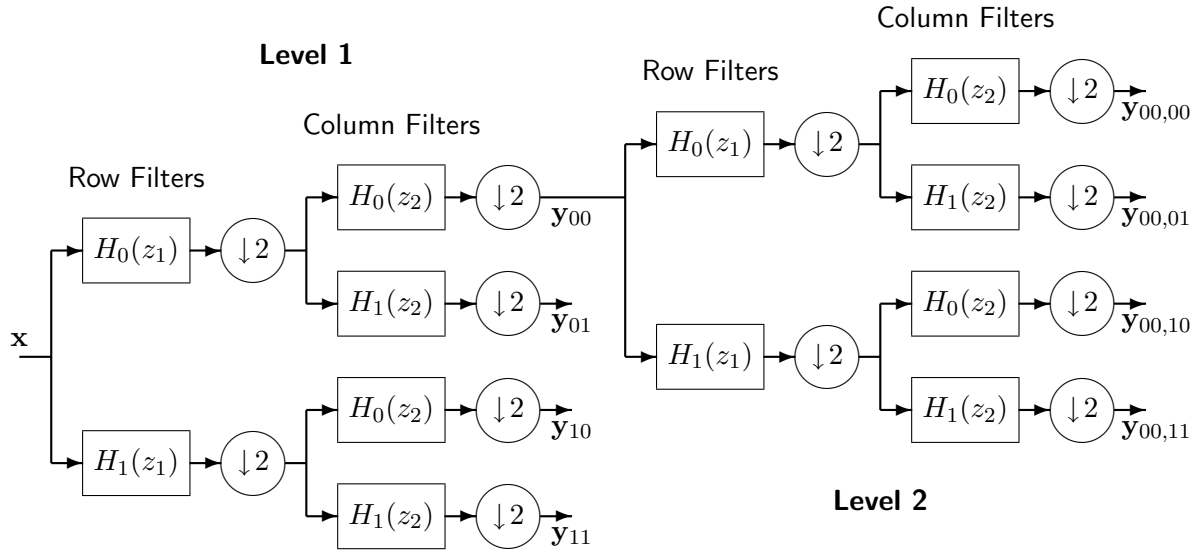 Level 1
Row Filters
Column Filters
x
H₀(z₁)
↓2
H₁(z₁)
↓2
H₀(z₂)
↓2
y₀₀
H₁(z₂)
↓2
y₀₁
H₀(z₂)
↓2
y₁₀
H₁(z₂)
↓2
y₁₁
Row Filters
Column Filters
H₀(z₁)
↓2
H₁(z₁)
↓2
H₀(z₂)
↓2
y₀₀,₀₀
H₁(z₂)
↓2
y₀₀,₀₁
H₀(z₂)
↓2
y₀₀,₁₀
H₁(z₂)
↓2
y₀₀,₁₁
Level 2